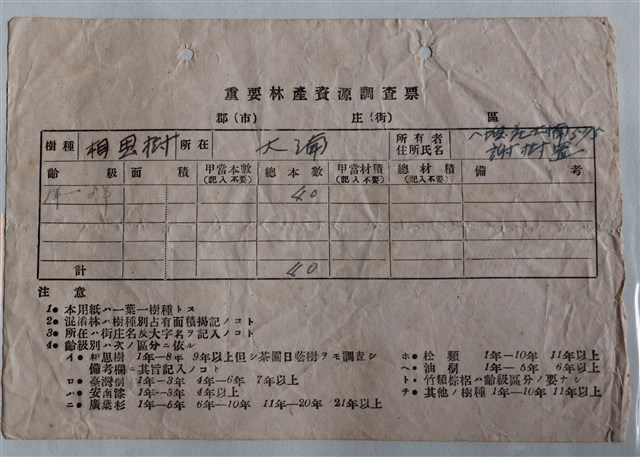 重要林產資源調查票
郡(市) 庄(街) 區
樹種 相思樹 所在 大湳 所有者住所氏名
謝樹
齡級 面積 甲當本數(記入不要) 總本數 甲當材積(記入不要) 總材積(記入不要) 備考
1年—8年 40
計 40
注意
1● 本用紙ハ一葉一樹種トス
2● 混淆林ハ樹種別占有面積揭記ノコト
3● 所在ハ街庄名及大字名ヲ記入ノコト
4● 齡級別ハ次ノ區分ニ依ル
イ● 相思樹 1年—8年 9年以上但シ茶園日蔭樹ヲモ調查シ
備考欄ニ其旨記入ノコト
ロ● 臺灣桐 1年—3年 4年—6年 7年以上
ハ● 安南漆 1年—3年 4年以上
ニ● 廣葉杉 1年—5年 6年—10年 11年—20年 21年以上
ホ● 松類 1年—10年 11年以上
ヘ● 油桐 1年—5年 6年以上
ト● 竹類棕梠ハ齡級區分ノ要ナシ
チ● 其他ノ樹種 1年—10年 11年以上